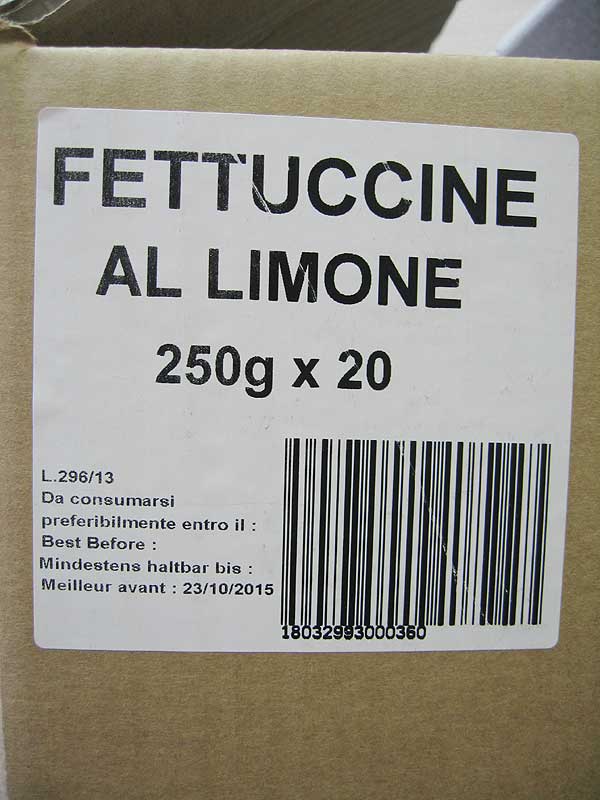 FETTUCCINE
AL LIMONE
250g x 20
L.296/13
Da consumarsi
preferibilmente entro il :
Best Before :
Mindestens haltbar bis :
Meilleur avant : 23/10/2015
18032993000360